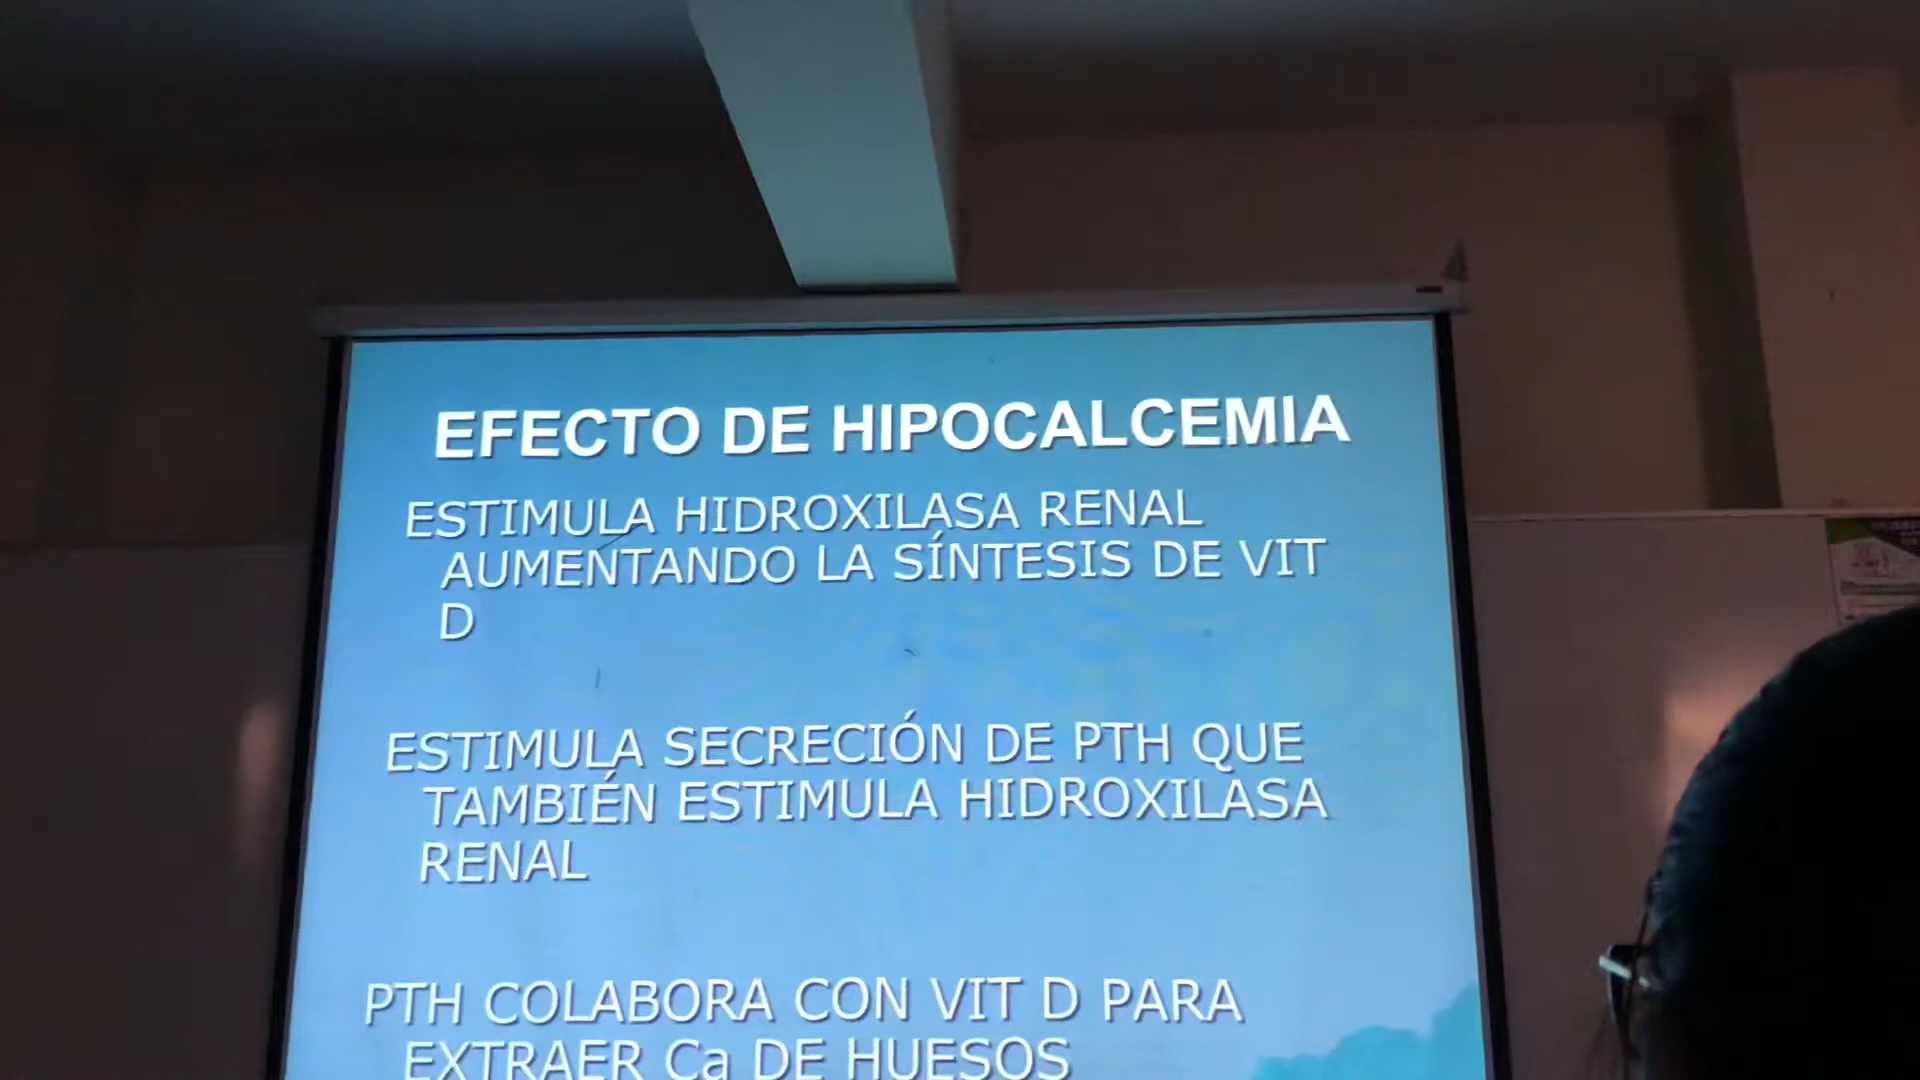 EFECTO DE HIPOCALCEMIA
ESTIMULA HIDROXILASA RENAL
AUMENTANDO LA SÍNTESIS DE VIT
D
ESTIMULA SECRECIÓN DE PTH QUE
TAMBIÉN ESTIMULA HIDROXILASA
RENAL
PTH COLABORA CON VIT D PARA
EXTRAER Ca DE HUESOS